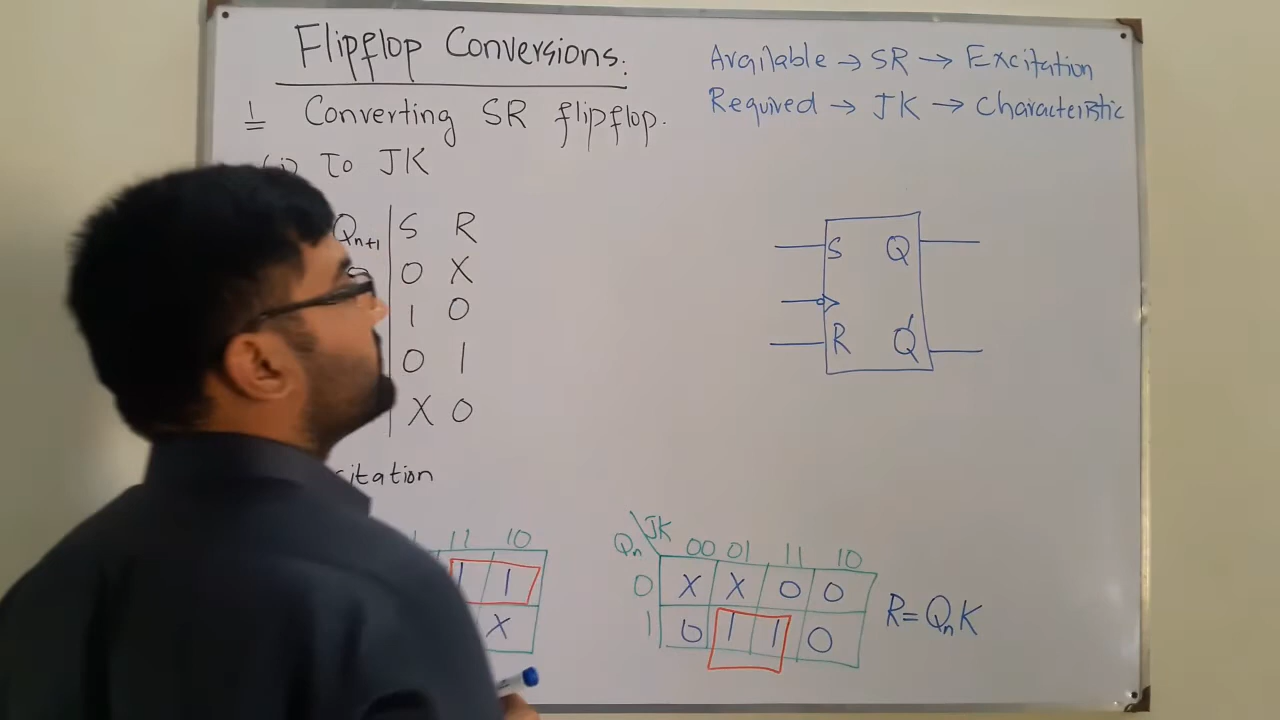 Flipflop Conversions.
Available → SR → Excitation
Required → JK → Characteristic
1 Converting SR flipflop.
(i) To JK
Qn+1 S R
0 X
1 0
0 1
X 0
citation
S Q
R Q'
11 10
1 1
X
Qn JK 00 01 11 10
0 X X 0 0
1 0 1 1 0
R = QnK